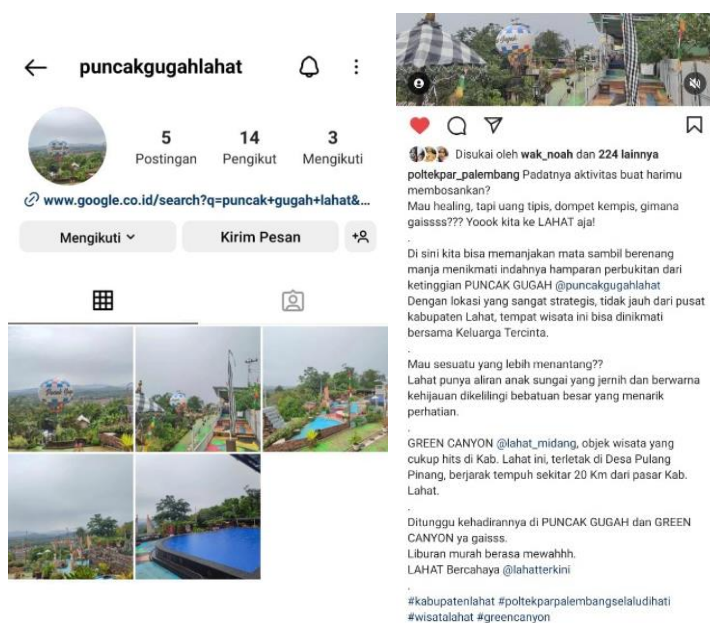 puncakgugahlahat
5
14
3
Postingan
Pengikut
Mengikuti
www.google.co.id/search?q=puncak+gugah+lahat&...
Mengikuti
Kirim Pesan
Disukai oleh wak_noah dan 224 lainnya
poltekpar_palembang Padatnya aktivitas buat harimu
membosankan?
Mau healing, tapi uang tipis, dompet kempis, gimana
gaissss??? Yoook kita ke LAHAT aja!
.
Di sini kita bisa memanjakan mata sambil berenang
manja menikmati indahnya hamparan perbukitan dari
ketinggian PUNCAK GUGAH @puncakgugahlahat
Dengan lokasi yang sangat strategis, tidak jauh dari pusat
kabupaten Lahat, tempat wisata ini bisa dinikmati
bersama Keluarga Tercinta.
.
Mau sesuatu yang lebih menantang??
Lahat punya aliran anak sungai yang jernih dan berwarna
kehijauan dikelilingi bebatuan besar yang menarik
perhatian.
.
GREEN CANYON @lahat_midang, objek wisata yang
cukup hits di Kab. Lahat ini, terletak di Desa Pulang
Pinang, berjarak tempuh sekitar 20 Km dari pasar Kab.
Lahat.
.
Ditunggu kehadirannya di PUNCAK GUGAH dan GREEN
CANYON ya gaisss.
Liburan murah berasa mewahhh.
LAHAT Bercahaya @lahatterkini
.
#kabupatenlahat #poltekparpalembangselaludihati
#wisatalahat #greencanyon